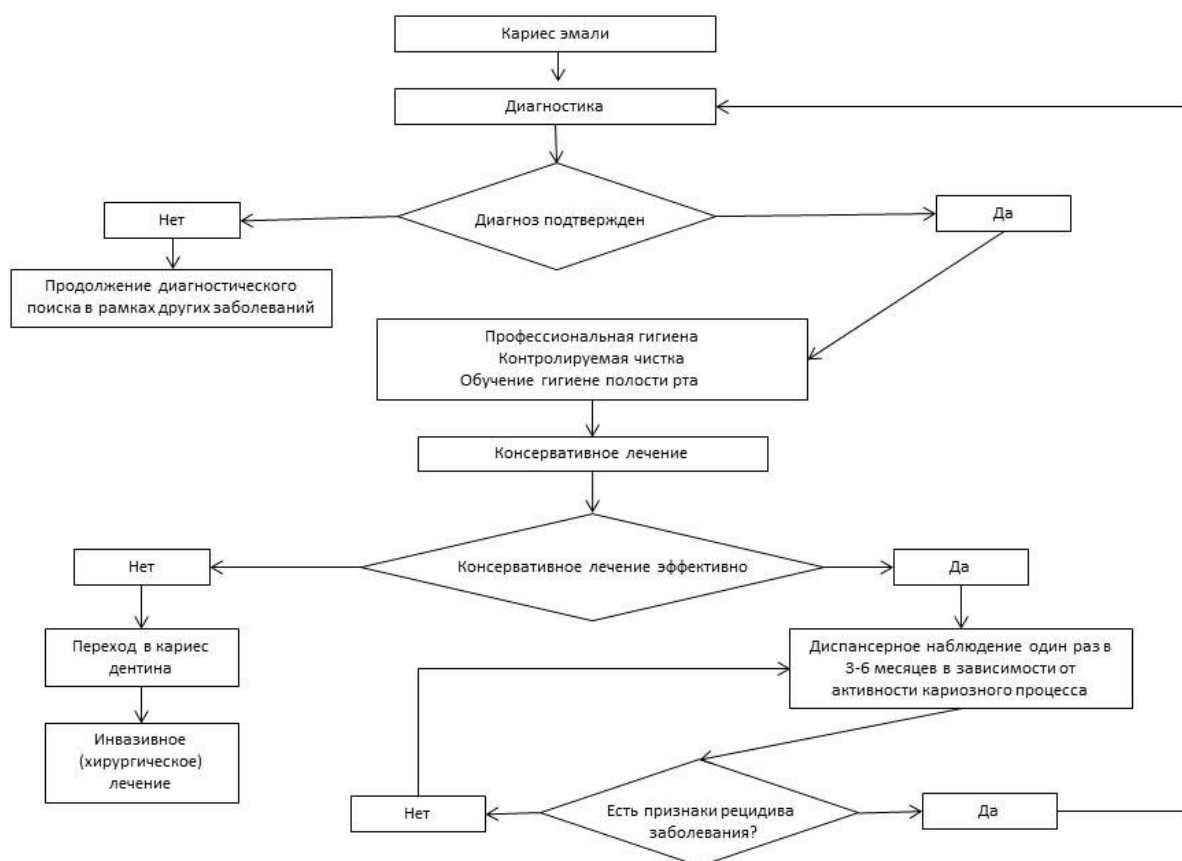 Кариес эмали
Диагностика
Диагноз подтвержден
Нет
Да
Продолжение диагностического
поиска в рамках других заболеваний
Профессиональная гигиена
Контролируемая чистка
Обучение гигиене полости рта
Консервативное лечение
Консервативное лечение эффективно
Нет
Да
Переход в кариес
дентина
Инвазивное
(хирургическое)
лечение
Диспансерное наблюдение один раз в
3-6 месяцев в зависимости от
активности кариозного процесса
Есть признаки рецидива
заболевания?
Нет
Да